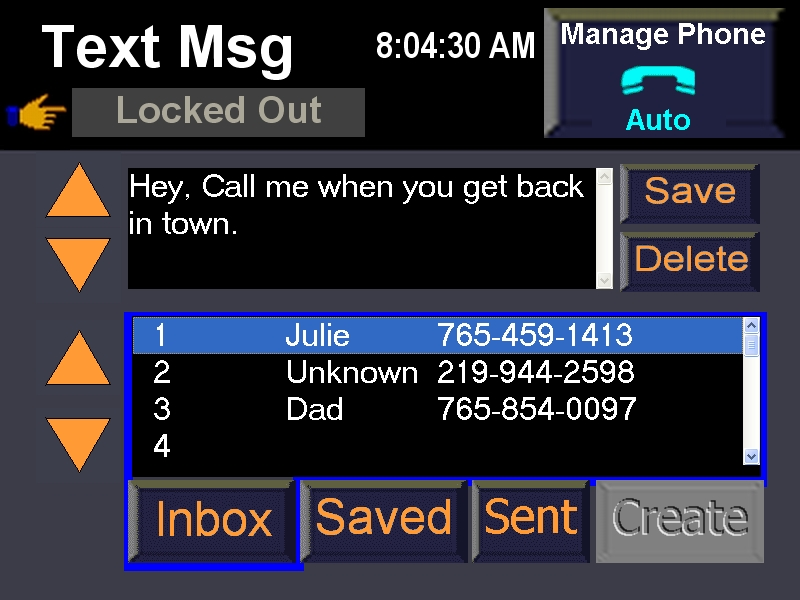 Text Msg
8:04:30 AM
Manage Phone
Auto
Locked Out
Hey, Call me when you get back
in town.
Save
Delete
1 Julie 765-459-1413
2 Unknown 219-944-2598
3 Dad 765-854-0097
4
Inbox Saved Sent Create